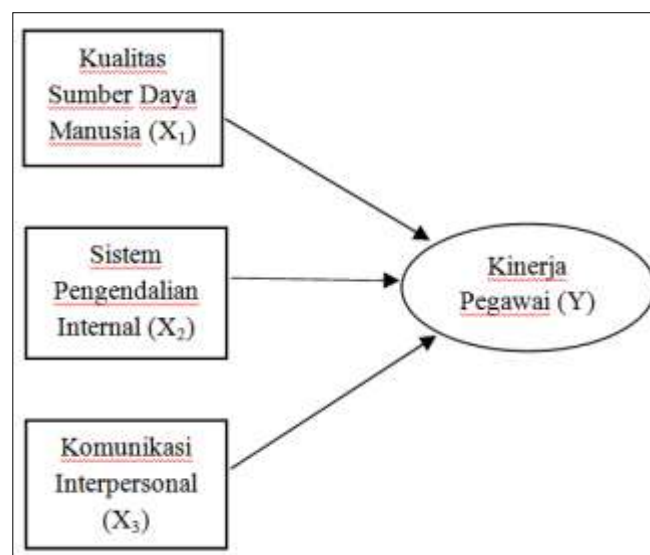 Kualitas
Sumber Daya
Manusia (X₁)
Sistem
Pengendalian
Internal (X₂)
Komunikasi
Interpersonal
(X₃)
Kinerja
Pegawai (Y)